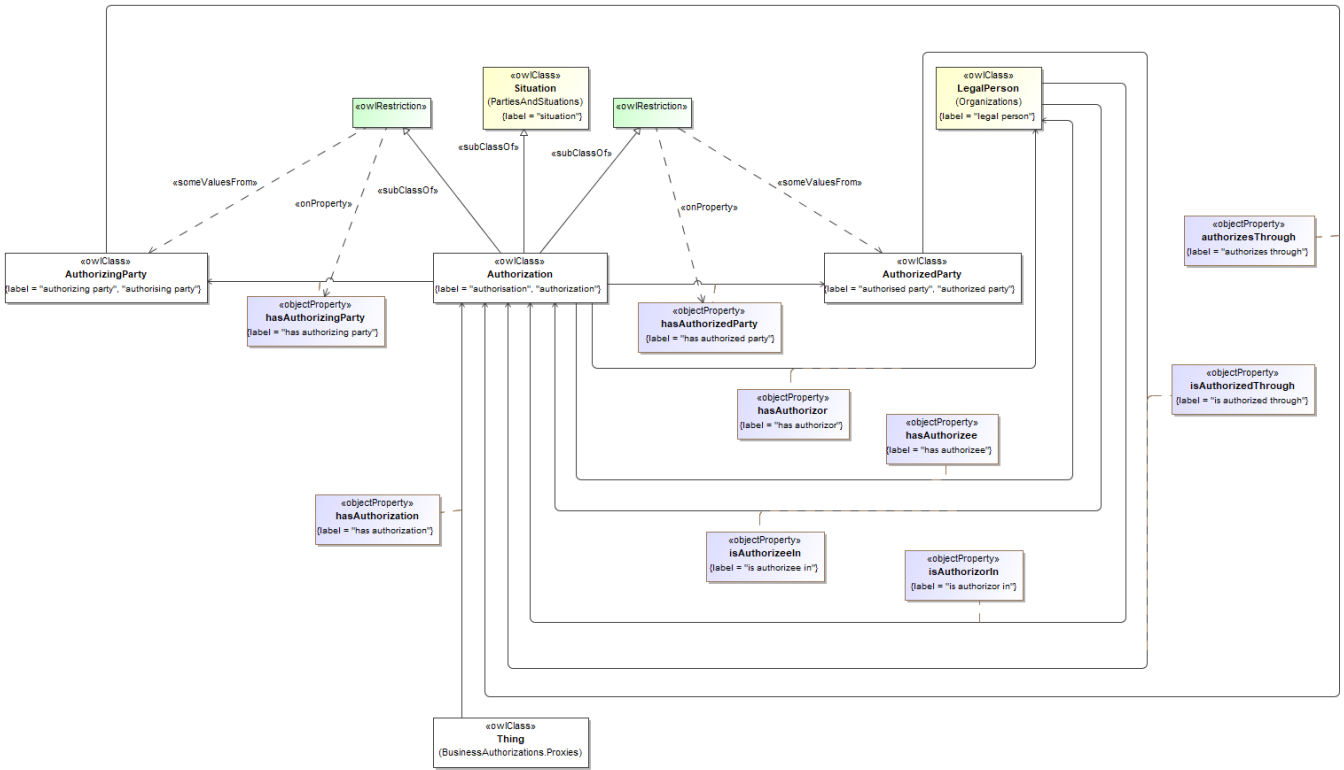 «owlClass»
Situation
(PartiesAndSituations)
{label = "situation"}
«owlClass»
LegalPerson
(Organizations)
{label = "legal person"}
«owlRestriction»
«owlRestriction»
«subClassOf»
«subClassOf»
«someValuesFrom»
«subClassOf»
«someValuesFrom»
«onProperty»
«onProperty»
«objectProperty»
authorizesThrough
{label = "authorizes through"}
«owlClass»
AuthorizingParty
{label = "authorizing party", "authorising party"}
«owlClass»
Authorization
{label = "authorisation", "authorization"}
«owlClass»
AuthorizedParty
{label = "authorised party", "authorized party"}
«objectProperty»
hasAuthorizingParty
{label = "has authorizing party"}
«objectProperty»
hasAuthorizedParty
{label = "has authorized party"}
«objectProperty»
isAuthorizedThrough
{label = "is authorized through"}
«objectProperty»
hasAuthorizor
{label = "has authorizor"}
«objectProperty»
hasAuthorizee
{label = "has authorizee"}
«objectProperty»
hasAuthorization
{label = "has authorization"}
«objectProperty»
isAuthorizeeIn
{label = "is authorizee in"}
«objectProperty»
isAuthorizorIn
{label = "is authorizor in"}
«owlClass»
Thing
(BusinessAuthorizations.Proxies)